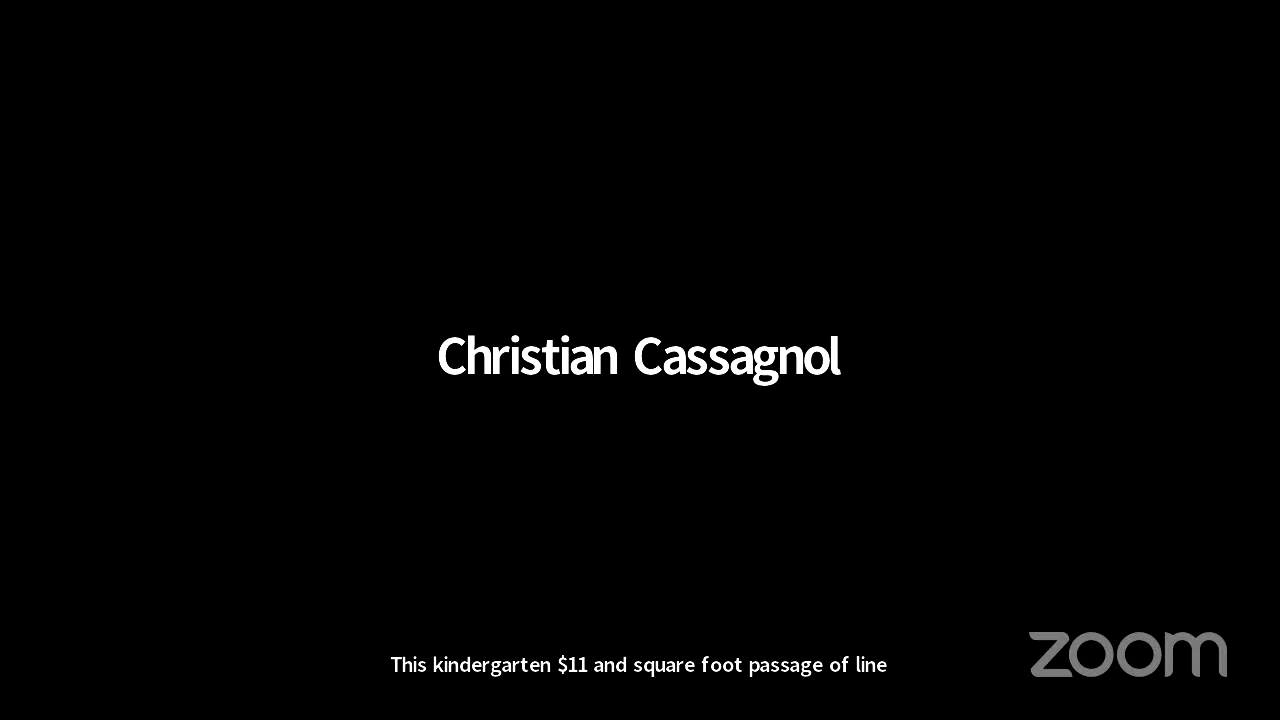 Christian Cassagnol
This kindergarten $11 and square foot passage of line
zoom